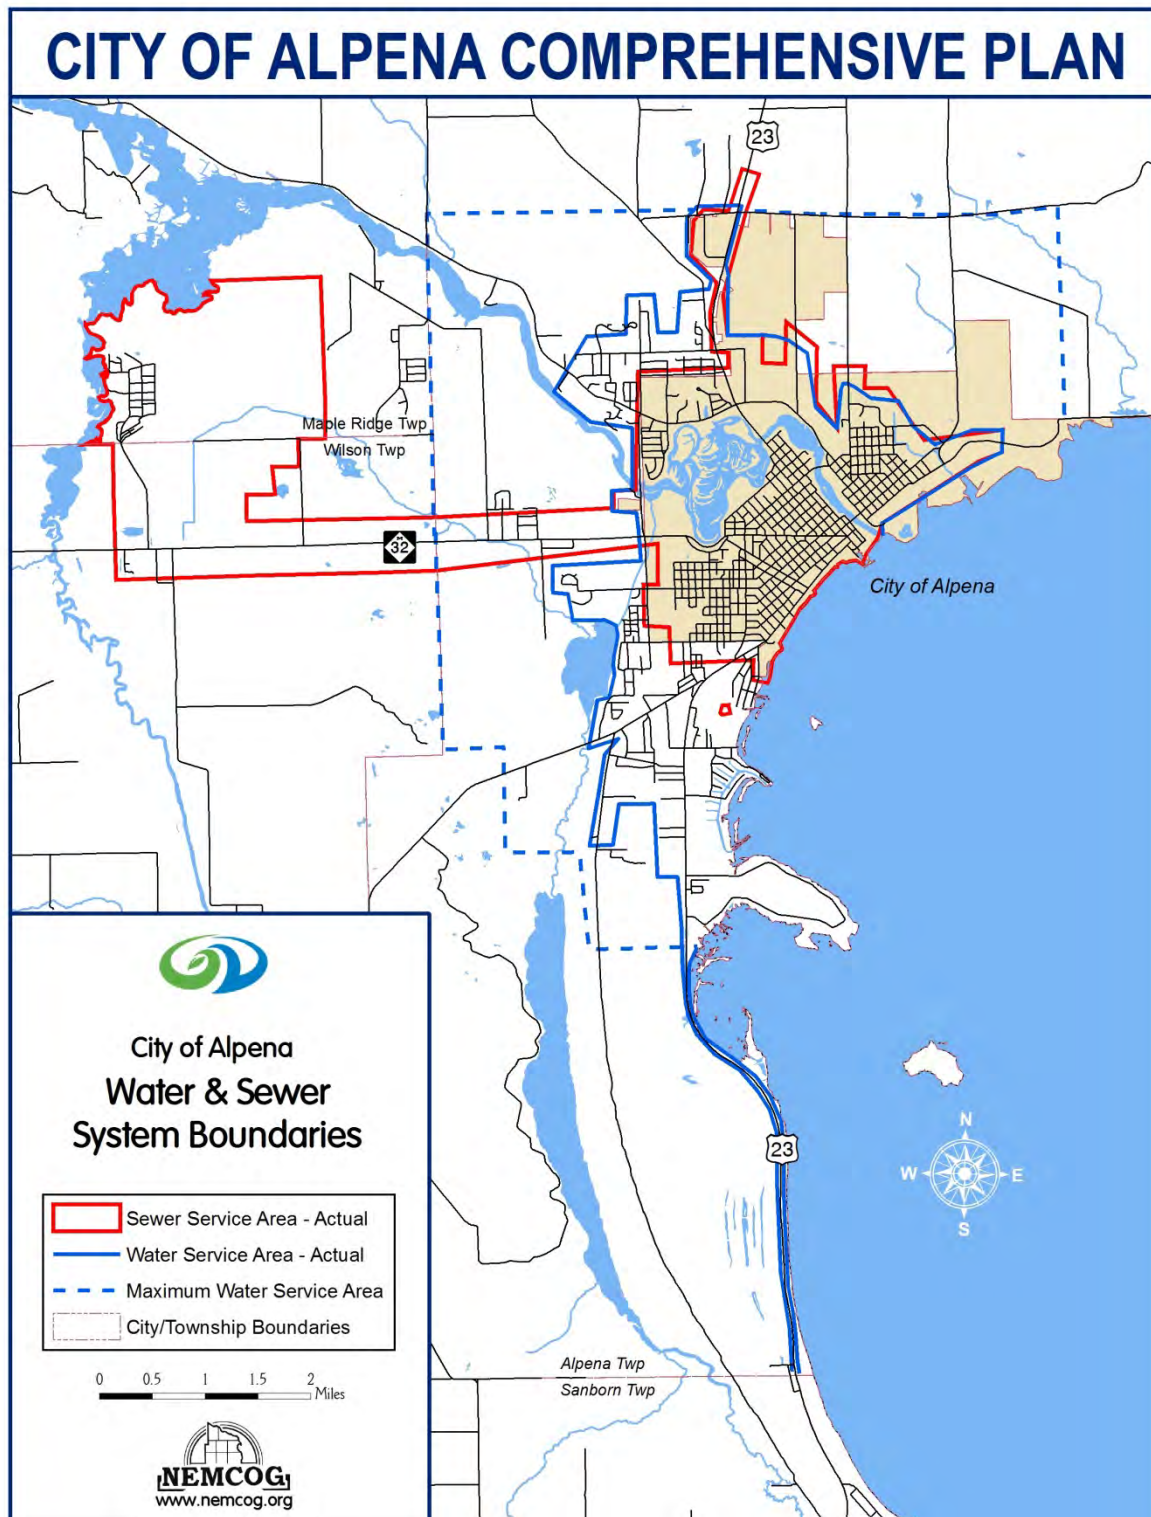 CITY OF ALPENA COMPREHENSIVE PLAN
23
Maple Ridge Twp
Wilson Twp
M
32
City of Alpena
City of Alpena
Water & Sewer
System Boundaries
Sewer Service Area - Actual
Water Service Area - Actual
Maximum Water Service Area
City/Township Boundaries
0 0.5 1 1.5 2
Miles
NEMCOG
www.nemcog.org
N
W E
S
23
Alpena Twp
Sanborn Twp